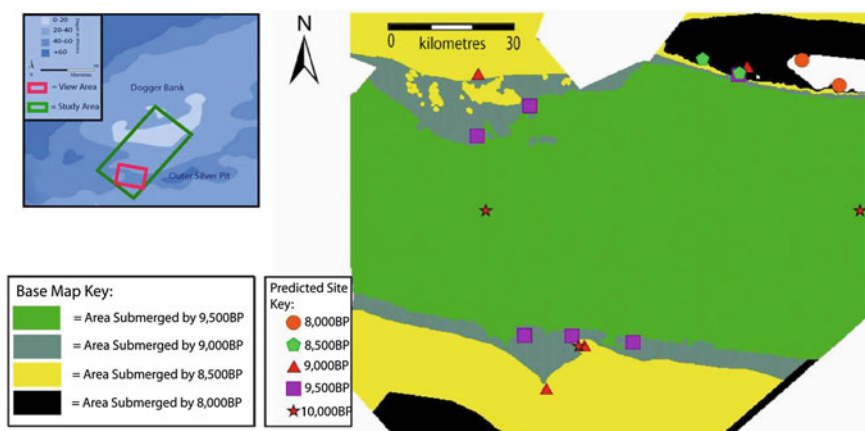 0-20
20-40
40-60
+60
Kilometres
Dogger Bank
Outer Silver Pit
= View Area
= Study Area
N
0 30
kilometres
Base Map Key:
= Area Submerged by 9,500BP
= Area Submerged by 9,000BP
= Area Submerged by 8,500BP
= Area Submerged by 8,000BP
Predicted Site
Key:
8,000BP
8,500BP
9,000BP
9,500BP
10,000BP